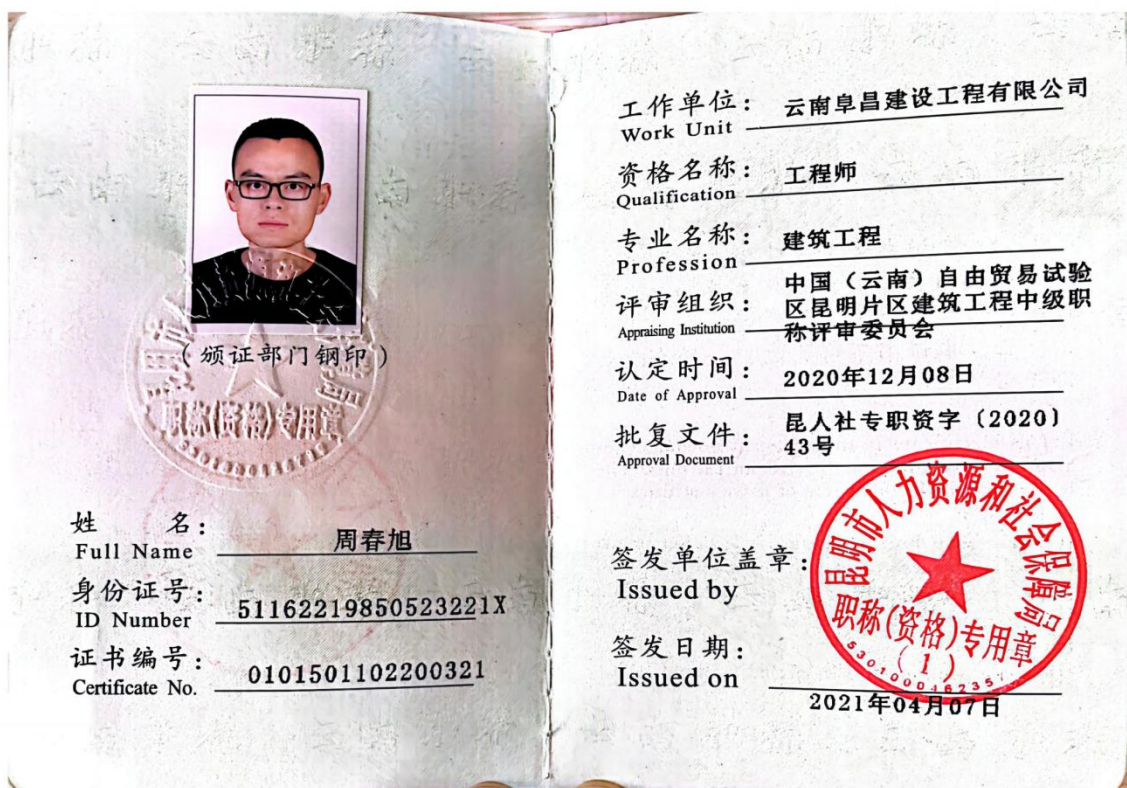 （颁证部门钢印）
职称(资格)专用章
姓 名：
周春旭
Full Name
身份证号：
51162219850523221X
ID Number
证书编号：
0101501102200321
Certificate No.
工作单位：
云南阜昌建设工程有限公司
Work Unit
资格名称：
工程师
Qualification
专业名称：
建筑工程
Profession
评审组织：
中国（云南）自由贸易试验
区昆明片区建筑工程中级职
称评审委员会
Appraising Institution
认定时间：
2020年12月08日
Date of Approval
批复文件：
昆人社专职资字〔2020〕
43号
Approval Document
签发单位盖章：
Issued by
昆明市人力资源和社会保障局
职称(资格)专用章
(1)
签发日期：
Issued on
2021年04月07日